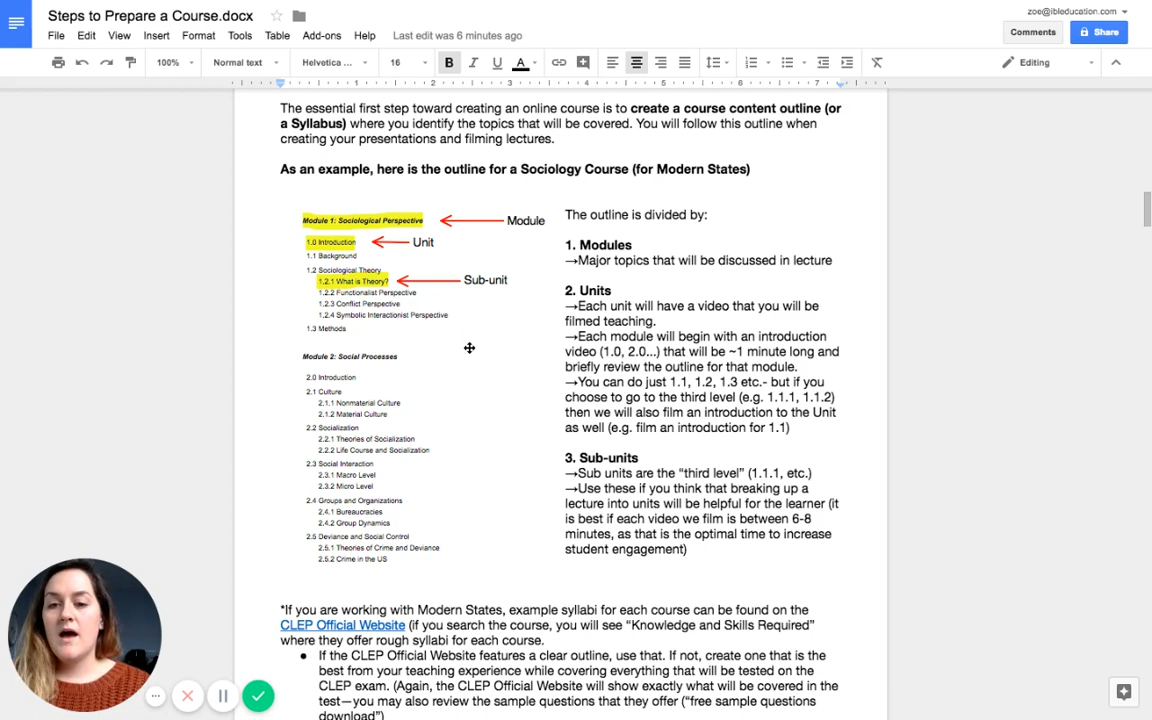 Steps to Prepare a Course.docx
zoe@ibleducation.com
File Edit View Insert Format Tools Table Add-ons Help Last edit was 6 minutes ago
Comments
Share
100% Normal text Helvetica ... 16 B I U A Editing
1 2 3 4 5 6 7
The essential first step toward creating an online course is to create a course content outline (or
a Syllabus) where you identify the topics that will be covered. You will follow this outline when
creating your presentations and filming lectures.
As an example, here is the outline for a Sociology Course (for Modern States)
Module 1: Sociological Perspective
Module
1.0 Introduction
Unit
1.1 Background
1.2 Sociological Theory
1.2.1 What is Theory?
Sub-unit
1.2.2 Functionalist Perspective
1.2.3 Conflict Perspective
1.2.4 Symbolic Interactionist Perspective
1.3 Methods
Module 2: Social Processes
2.0 Introduction
2.1 Culture
2.1.1 Nonmaterial Culture
2.1.2 Material Culture
2.2 Socialization
2.2.1 Theories of Socialization
2.2.2 Life Course and Socialization
2.3 Social Interaction
2.3.1 Macro Level
2.3.2 Micro Level
2.4 Groups and Organizations
2.4.1 Bureaucracies
2.4.2 Group Dynamics
2.5 Deviance and Social Control
2.5.1 Theories of Crime and Deviance
2.5.2 Crime in the US
The outline is divided by:
1. Modules
→Major topics that will be discussed in lecture
2. Units
→Each unit will have a video that you will be
filmed teaching.
→Each module will begin with an introduction
video (1.0, 2.0...) that will be ~1 minute long and
briefly review the outline for that module.
→You can do just 1.1, 1.2, 1.3 etc.- but if you
choose to go to the third level (e.g. 1.1.1, 1.1.2)
then we will also film an introduction to the Unit
as well (e.g. film an introduction for 1.1)
3. Sub-units
→Sub units are the “third level” (1.1.1, etc.)
→Use these if you think that breaking up a
lecture into units will be helpful for the learner (it
is best if each video we film is between 6-8
minutes, as that is the optimal time to increase
student engagement)
*If you are working with Modern States, example syllabi for each course can be found on the
CLEP Official Website (if you search the course, you will see “Knowledge and Skills Required”
where they offer rough syllabi for each course.
● If the CLEP Official Website features a clear outline, use that. If not, create one that is the
best from your teaching experience while covering everything that will be tested on the
CLEP exam. (Again, the CLEP Official Website will show exactly what will be covered in the
test—you may also review the sample questions that they offer (“free sample questions
download”)